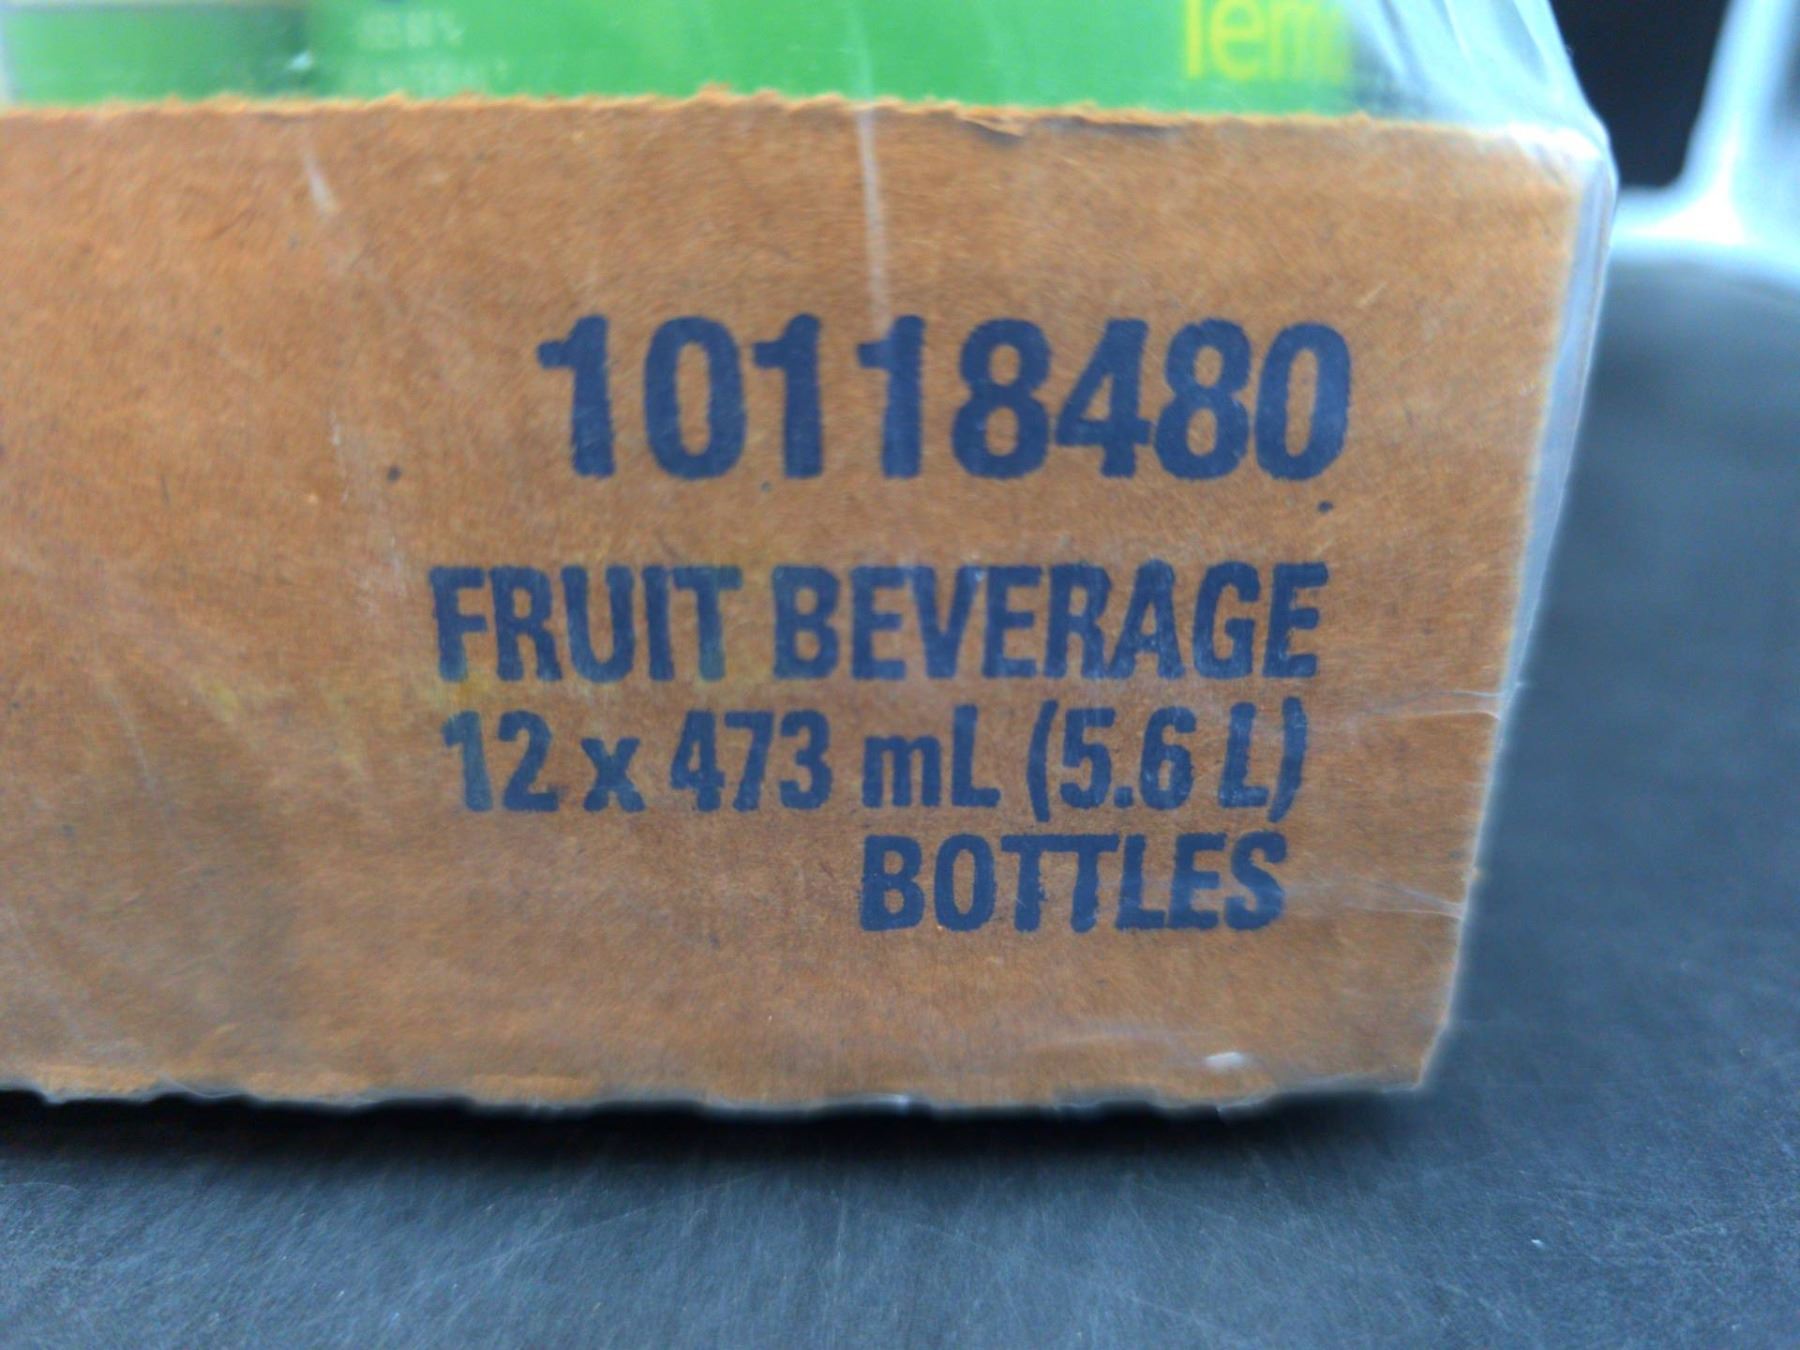 10118480
FRUIT BEVERAGE
12 x 473 mL (5.6 L)
BOTTLES